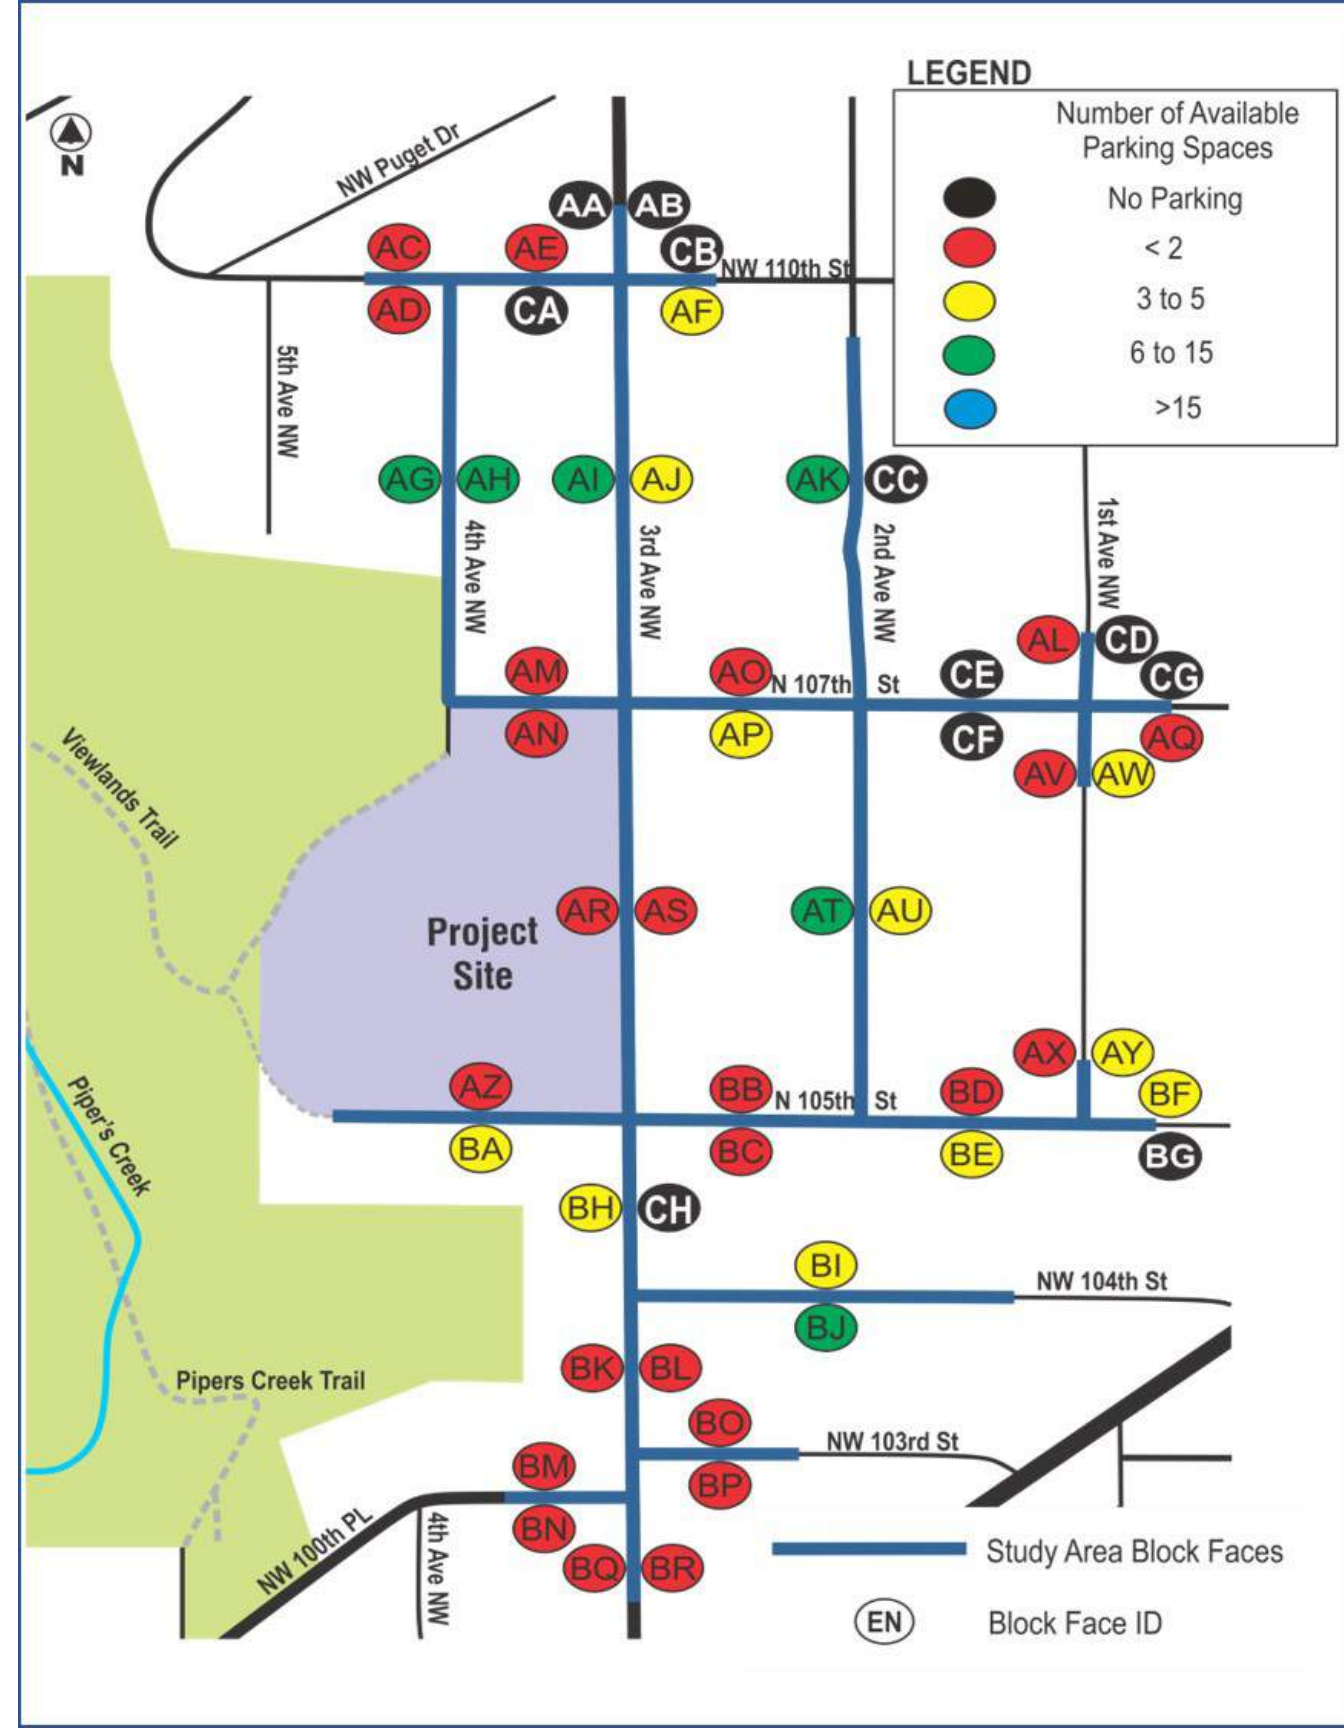 LEGEND
Number of Available
Parking Spaces
No Parking
< 2
3 to 5
6 to 15
>15
N
NW Puget Dr
AA
AB
AC
AE
CB
NW 110th St
AD
CA
AF
5th Ave NW
AG
AH
AI
AJ
AK
CC
4th Ave NW
3rd Ave NW
2nd Ave NW
1st Ave NW
AL
CD
AM
AO
N 107th St
CE
CG
AN
AP
CF
AQ
AV
AW
Viewlands Trail
Project
Site
AR
AS
AT
AU
AX
AY
AZ
BB
N 105th St
BD
BF
BA
BC
BE
BG
Piper's Creek
BH
CH
BI
NW 104th St
BJ
BK
BL
Pipers Creek Trail
BO
NW 103rd St
BM
BP
BN
NW 100th PL
4th Ave NW
BQ
BR
Study Area Block Faces
EN
Block Face ID